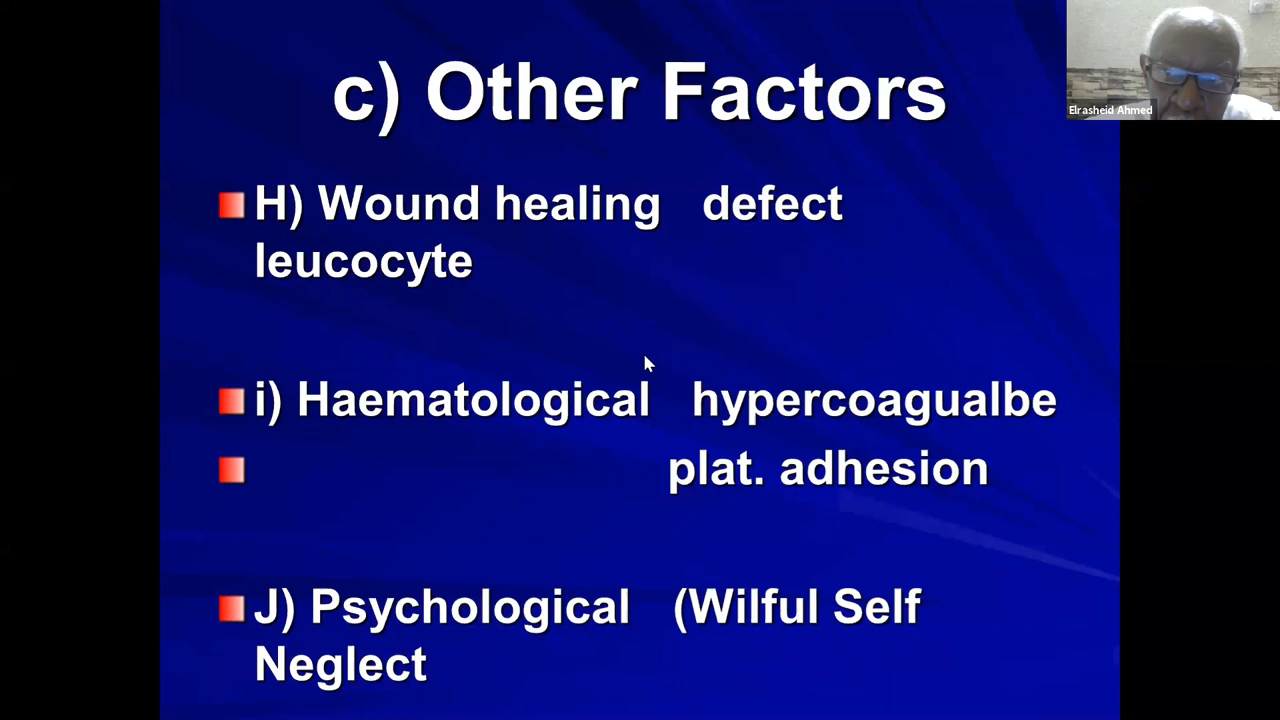 c) Other Factors
Elrasheid Ahmed
H) Wound healing defect
leucocyte
i) Haematological hypercoagualbe
plat. adhesion
J) Psychological (Wilful Self
Neglect